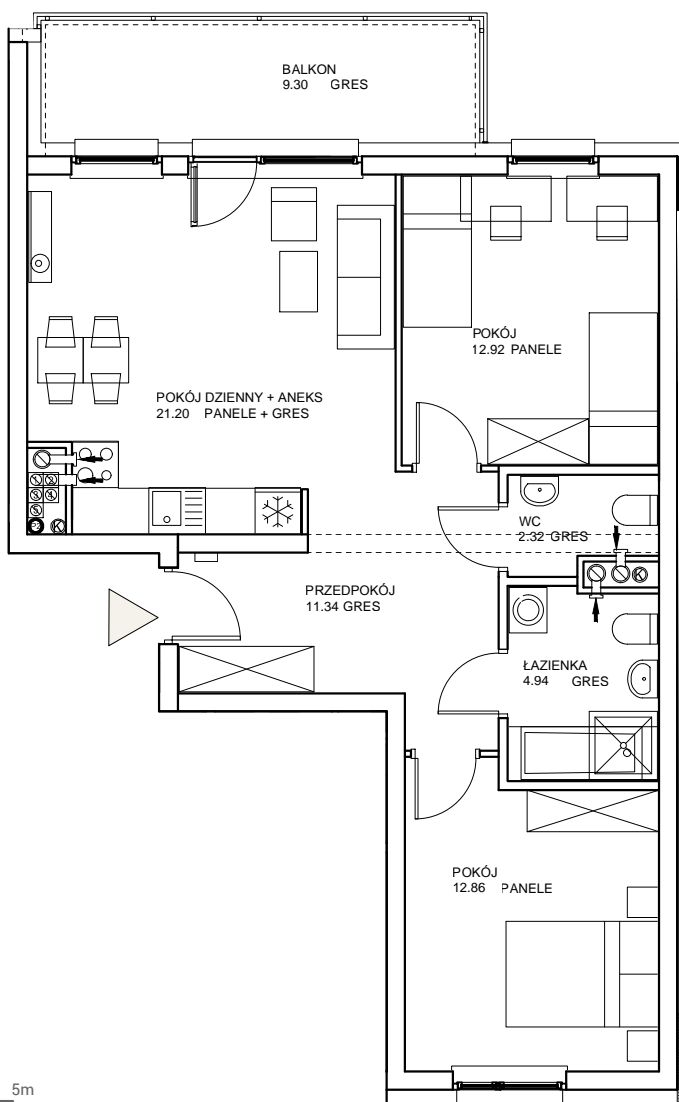 BALKON
9.30 GRES
POKÓJ
12.92 PANELE
POKÓJ DZIENNY + ANEKS
21.20 PANELE + GRES
WC
2.32 GRES
PRZEDPOKÓJ
11.34 GRES
ŁAZIENKA
4.94 GRES
POKÓJ
12.86 PANELE
5m